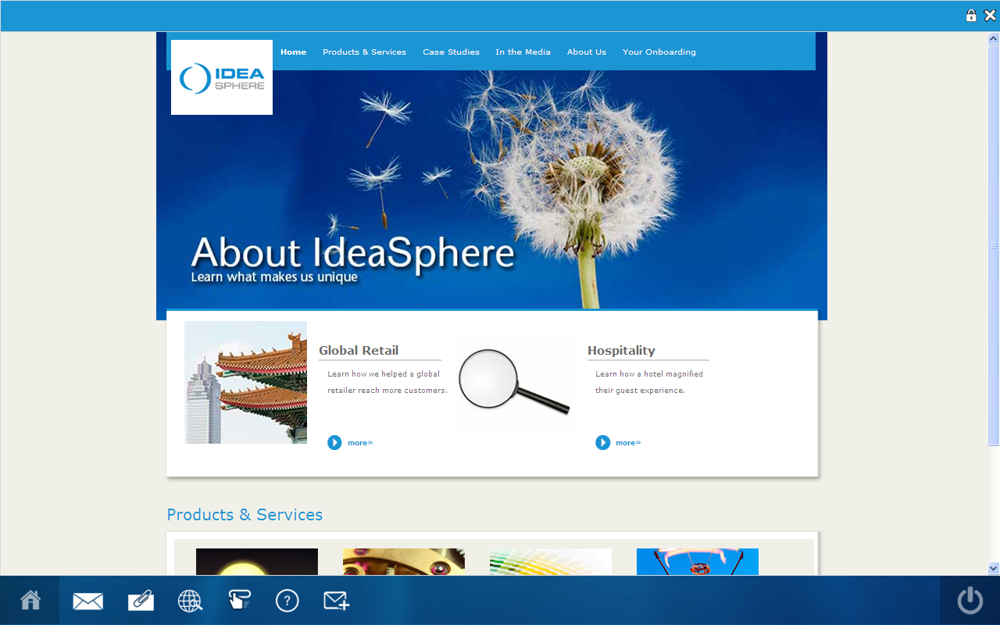 IDEA
SPHERE
Home Products & Services Case Studies In the Media About Us Your Onboarding
About IdeaSphere
Learn what makes us unique
Global Retail
Learn how we helped a global
retailer reach more customers.
more»
Hospitality
Learn how a hotel magnified
their guest experience.
more»
Products & Services
?